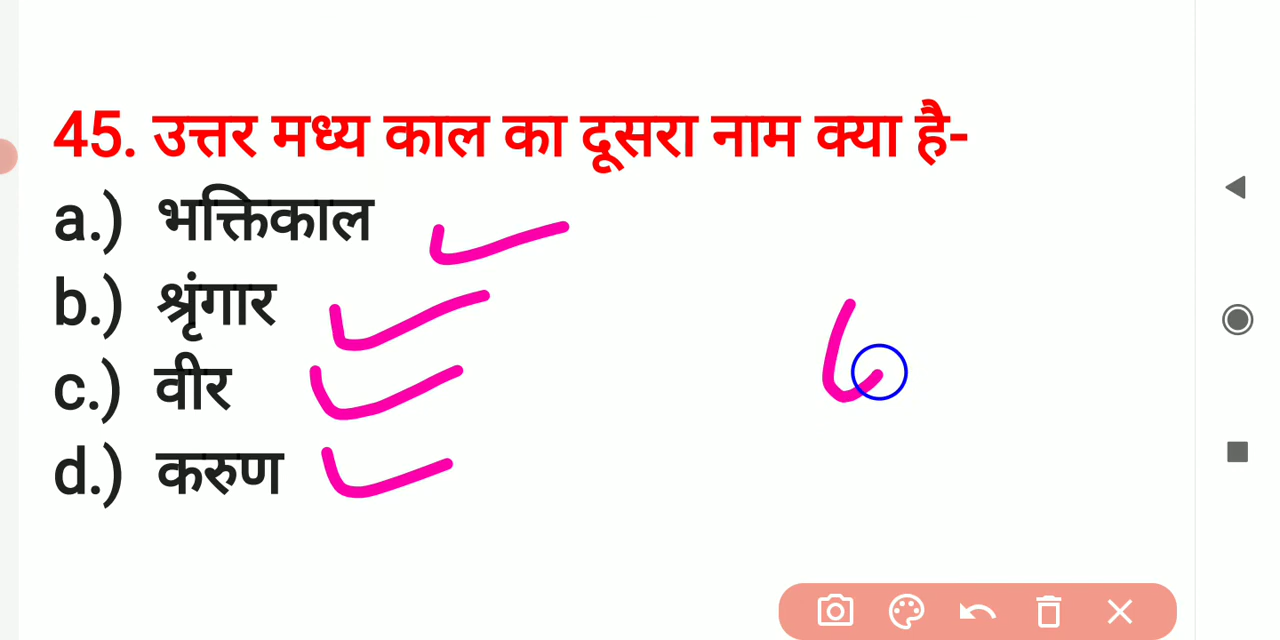 45. उत्तर मध्य काल का दूसरा नाम क्या है-
a.) भक्तिकाल
b.) श्रृंगार
c.) वीर
d.) करुण